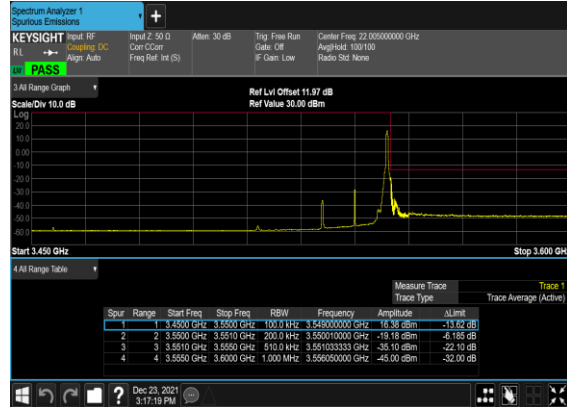 Spectrum Analyzer 1
Spurious Emissions
KEYSIGHT
Input: RF
Coupling: DC
Align: Auto
Input Z: 50 Ω
Corr CCorr
Freq Ref: Int (S)
Atten: 30 dB
Trig: Free Run
Gate: Off
IF Gain: Low
Center Freq: 22.005000000 GHz
Avg|Hold: 100/100
Radio Std: None
RL
PASS
3 All Range Graph
Scale/Div 10.0 dB
Ref Lvl Offset 11.97 dB
Ref Value 30.00 dBm
Log
20.0
10.0
0.00
-10.0
-20.0
-30.0
-40.0
-50.0
-60.0
Start 3.450 GHz
Stop 3.600 GH
4 All Range Table
Measure Trace Trace 1
Trace Type Trace Average (Active)
Spur Range Start Freq Stop Freq RBW Frequency Amplitude ΔLimit
1 1 3.4500 GHz 3.5500 GHz 100.0 kHz 3.549000000 GHz 16.38 dBm -13.62 dB
2 2 3.5500 GHz 3.5510 GHz 200.0 kHz 3.550010000 GHz -19.18 dBm -6.185 dB
3 3 3.5510 GHz 3.5550 GHz 510.0 kHz 3.551033333 GHz -35.10 dBm -22.10 dB
4 4 3.5550 GHz 3.6000 GHz 1.000 MHz 3.556050000 GHz -45.00 dBm -32.00 dB
Dec 23, 2021
3:17:19 PM